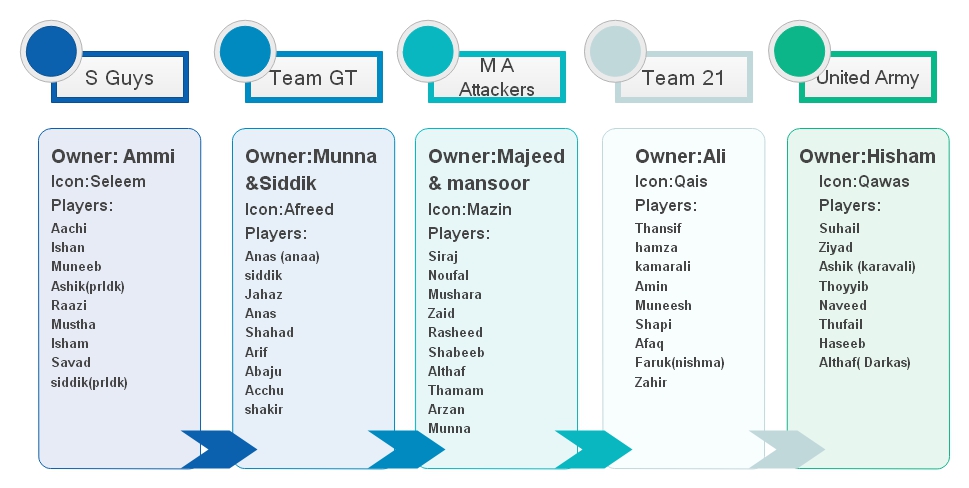 S Guys
Owner: Ammi
Icon:Seleem
Players:
Aachi
Ishan
Muneeb
Ashik(prldk)
Raazi
Mustha
Isham
Savad
siddik(prldk)
Team GT
Owner:Munna
&Siddik
Icon:Afreed
Players:
Anas (anaa)
siddik
Jahaz
Anas
Shahad
Arif
Abaju
Acchu
shakir
M A
Attackers
Owner:Majeed
& mansoor
Icon:Mazin
Players:
Siraj
Noufal
Mushara
Zaid
Rasheed
Shabeeb
Althaf
Thamam
Arzan
Munna
Team 21
Owner:Ali
Icon:Qais
Players:
Thansif
hamza
kamarali
Amin
Muneesh
Shapi
Afaq
Faruk(nishma)
Zahir
United Army
Owner:Hisham
Icon:Qawas
Players:
Suhail
Ziyad
Ashik (karavali)
Thoyyib
Naveed
Thufail
Haseeb
Althaf( Darkas)